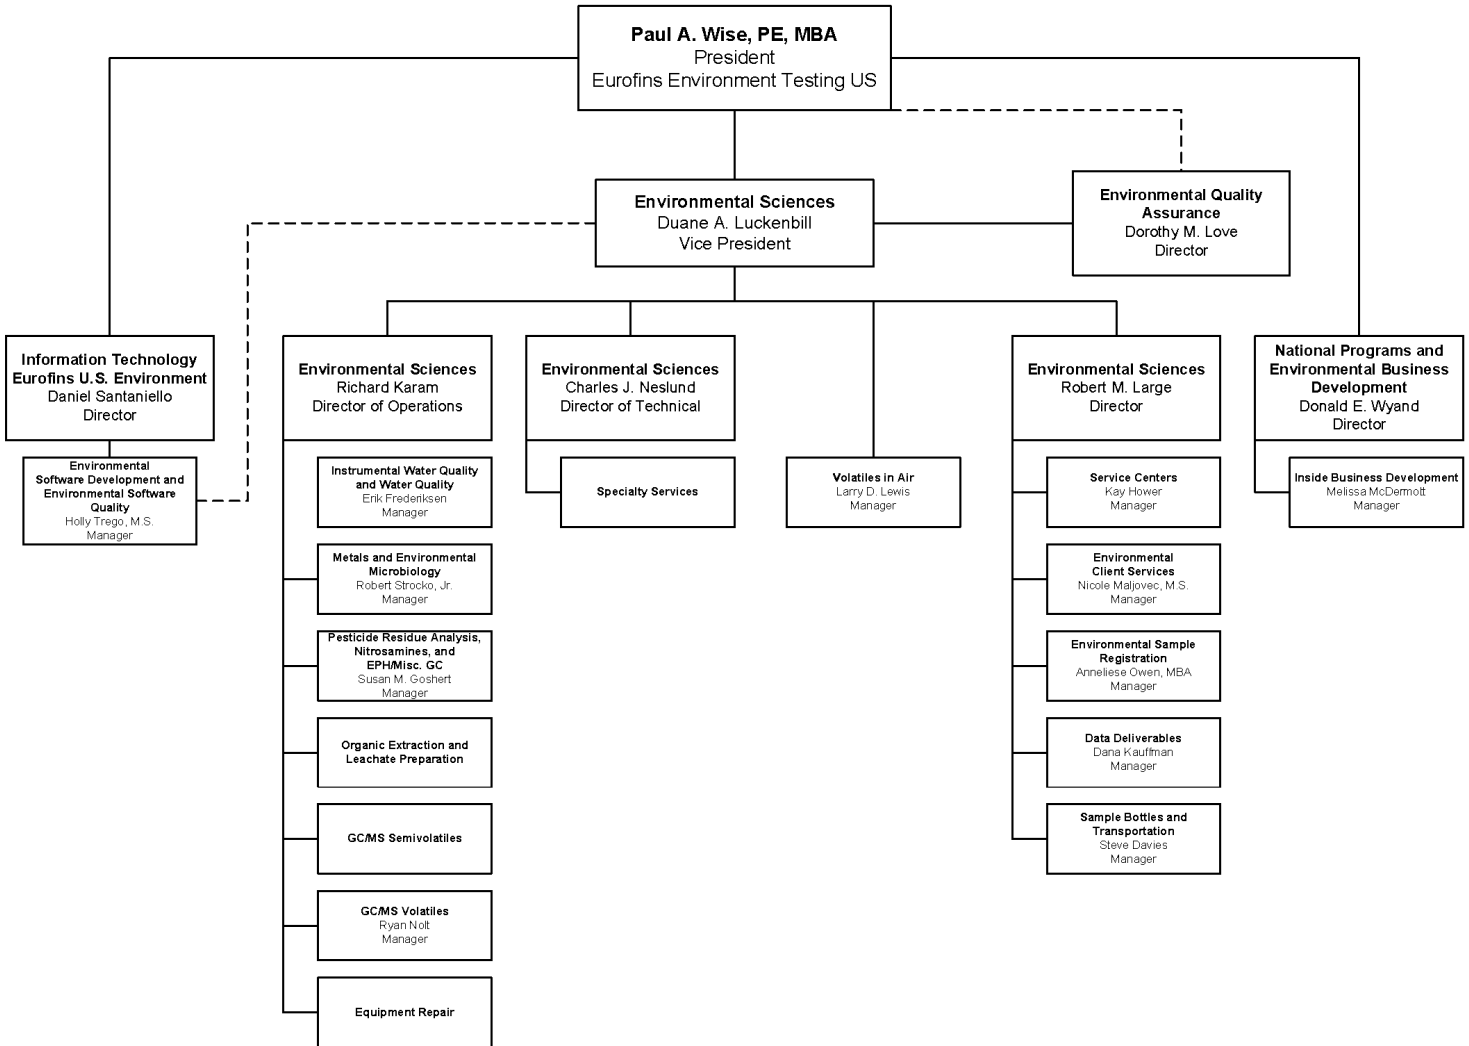 Paul A. Wise, PE, MBA
President
Eurofins Environment Testing US
Environmental Sciences
Duane A. Luckenbill
Vice President
Environmental Quality
Assurance
Dorothy M. Love
Director
Information Technology
Eurofins U.S. Environment
Daniel Santaniello
Director
Environmental Sciences
Richard Karam
Director of Operations
Environmental Sciences
Charles J. Neslund
Director of Technical
Environmental Sciences
Robert M. Large
Director
National Programs and
Environmental Business
Development
Donald E. Wyand
Director
Environmental
Software Development and
Environmental Software
Quality
Holly Trego, M.S.
Manager
Instrumental Water Quality
and Water Quality
Erik Frederiksen
Manager
Specialty Services
Volatiles in Air
Larry D. Lewis
Manager
Service Centers
Kay Hower
Manager
Inside Business Development
Melissa McDermott
Manager
Metals and Environmental
Microbiology
Robert Strocko, Jr.
Manager
Environmental
Client Services
Nicole Maljovec, M.S.
Manager
Pesticide Residue Analysis,
Nitrosamines, and
EPH/Misc. GC
Susan M. Goshert
Manager
Environmental Sample
Registration
Anneliese Owen, MBA
Manager
Organic Extraction and
Leachate Preparation
Data Deliverables
Dana Kauffman
Manager
GC/MS Semivolatiles
Sample Bottles and
Transportation
Steve Davies
Manager
GC/MS Volatiles
Ryan Nolt
Manager
Equipment Repair